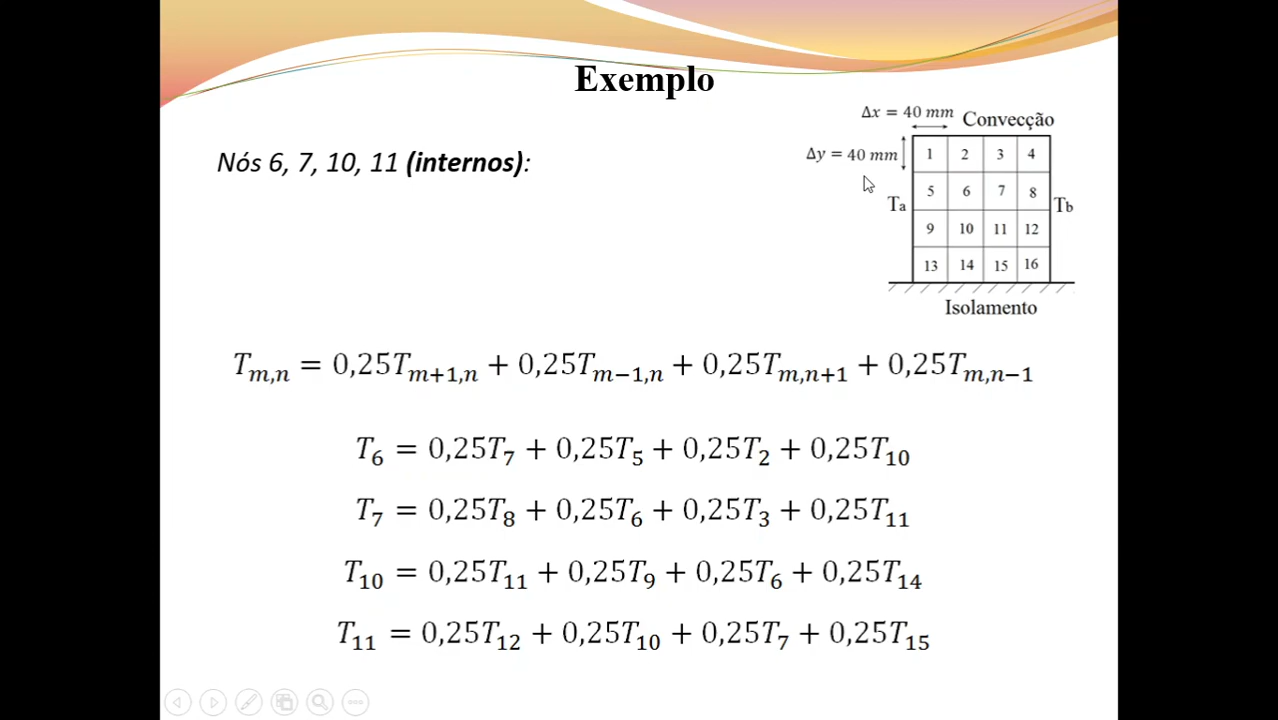 Exemplo
Nós 6, 7, 10, 11 (internos):
Δx = 40 mm
Convecção
Δy = 40 mm
1 2 3 4
5 6 7 8
Ta
Tb
9 10 11 12
13 14 15 16
Isolamento
T_{m,n} = 0,25T_{m+1,n} + 0,25T_{m−1,n} + 0,25T_{m,n+1} + 0,25T_{m,n−1}
T_6 = 0,25T_7 + 0,25T_5 + 0,25T_2 + 0,25T_{10}
T_7 = 0,25T_8 + 0,25T_6 + 0,25T_3 + 0,25T_{11}
T_{10} = 0,25T_{11} + 0,25T_9 + 0,25T_6 + 0,25T_{14}
T_{11} = 0,25T_{12} + 0,25T_{10} + 0,25T_7 + 0,25T_{15}